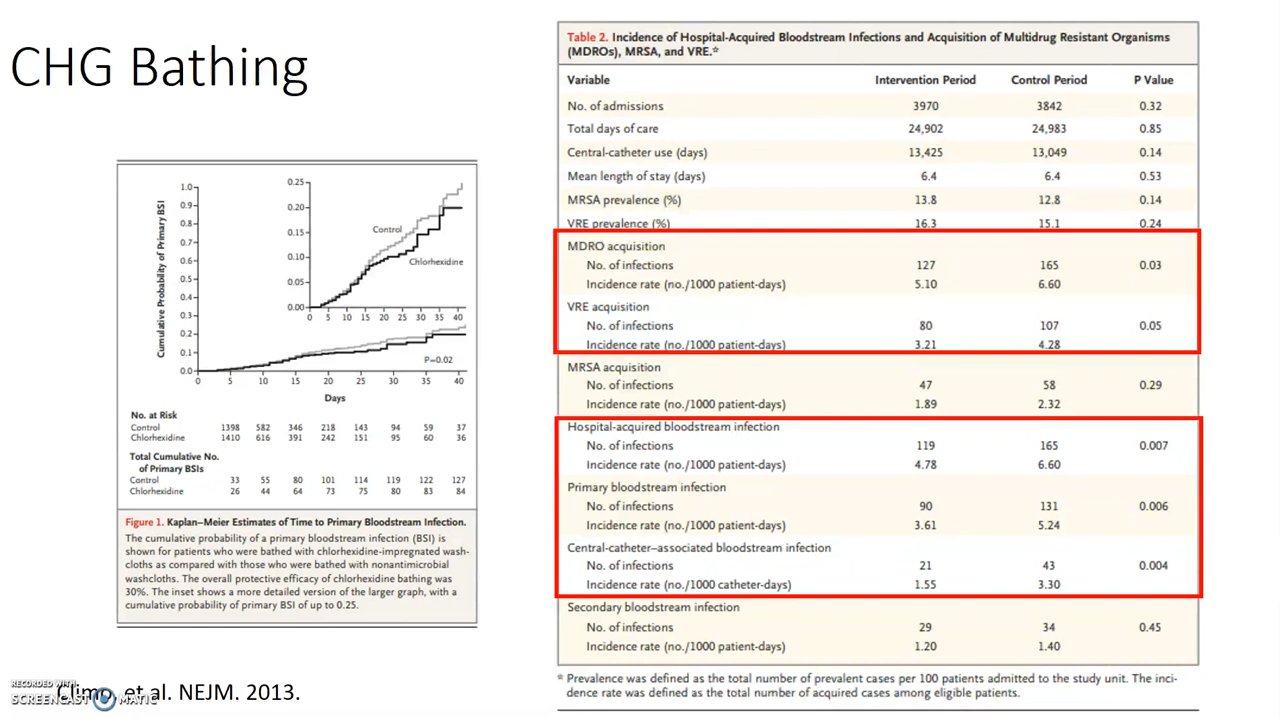 CHG Bathing
Cumulative Probability of Primary BSI
1.0
0.9
0.8
0.7
0.6
0.5
0.4
0.3
0.2
0.1
0.0
0 5 10 15 20 25 30 35 40
Days
0.25
0.20
0.15
0.10
0.05
0.00
0 5 10 15 20 25 30 35 40
Control
Chlorhexidine
P=0.02
No. at Risk
Control 1398 582 346 218 143 94 59 37
Chlorhexidine 1410 616 391 242 151 95 60 36
Total Cumulative No.
of Primary BSIs
Control 33 55 80 101 114 119 122 127
Chlorhexidine 26 44 64 73 75 80 83 84
Figure 1. Kaplan–Meier Estimates of Time to Primary Bloodstream Infection.
The cumulative probability of a primary bloodstream infection (BSI) is
shown for patients who were bathed with chlorhexidine-impregnated wash-
cloths as compared with those who were bathed with nonantimicrobial
washcloths. The overall protective efficacy of chlorhexidine bathing was
30%. The inset shows a more detailed version of the larger graph, with a
cumulative probability of primary BSI of up to 0.25.
Climo, et al. NEJM. 2013.
RECORDED WITH
SCREENCAST MATIC
Table 2. Incidence of Hospital-Acquired Bloodstream Infections and Acquisition of Multidrug Resistant Organisms
(MDROs), MRSA, and VRE.*
Variable Intervention Period Control Period P Value
No. of admissions 3970 3842 0.32
Total days of care 24,902 24,983 0.85
Central-catheter use (days) 13,425 13,049 0.14
Mean length of stay (days) 6.4 6.4 0.53
MRSA prevalence (%) 13.8 12.8 0.14
VRE prevalence (%) 16.3 15.1 0.24
MDRO acquisition
No. of infections 127 165 0.03
Incidence rate (no./1000 patient-days) 5.10 6.60
VRE acquisition
No. of infections 80 107 0.05
Incidence rate (no./1000 patient-days) 3.21 4.28
MRSA acquisition
No. of infections 47 58 0.29
Incidence rate (no./1000 patient-days) 1.89 2.32
Hospital-acquired bloodstream infection
No. of infections 119 165 0.007
Incidence rate (no./1000 patient-days) 4.78 6.60
Primary bloodstream infection
No. of infections 90 131 0.006
Incidence rate (no./1000 patient-days) 3.61 5.24
Central-catheter–associated bloodstream infection
No. of infections 21 43 0.004
Incidence rate (no./1000 catheter-days) 1.55 3.30
Secondary bloodstream infection
No. of infections 29 34 0.45
Incidence rate (no./1000 patient-days) 1.20 1.40
* Prevalence was defined as the total number of prevalent cases per 100 patients admitted to the study unit. The inci-
dence rate was defined as the total number of acquired cases among eligible patients.